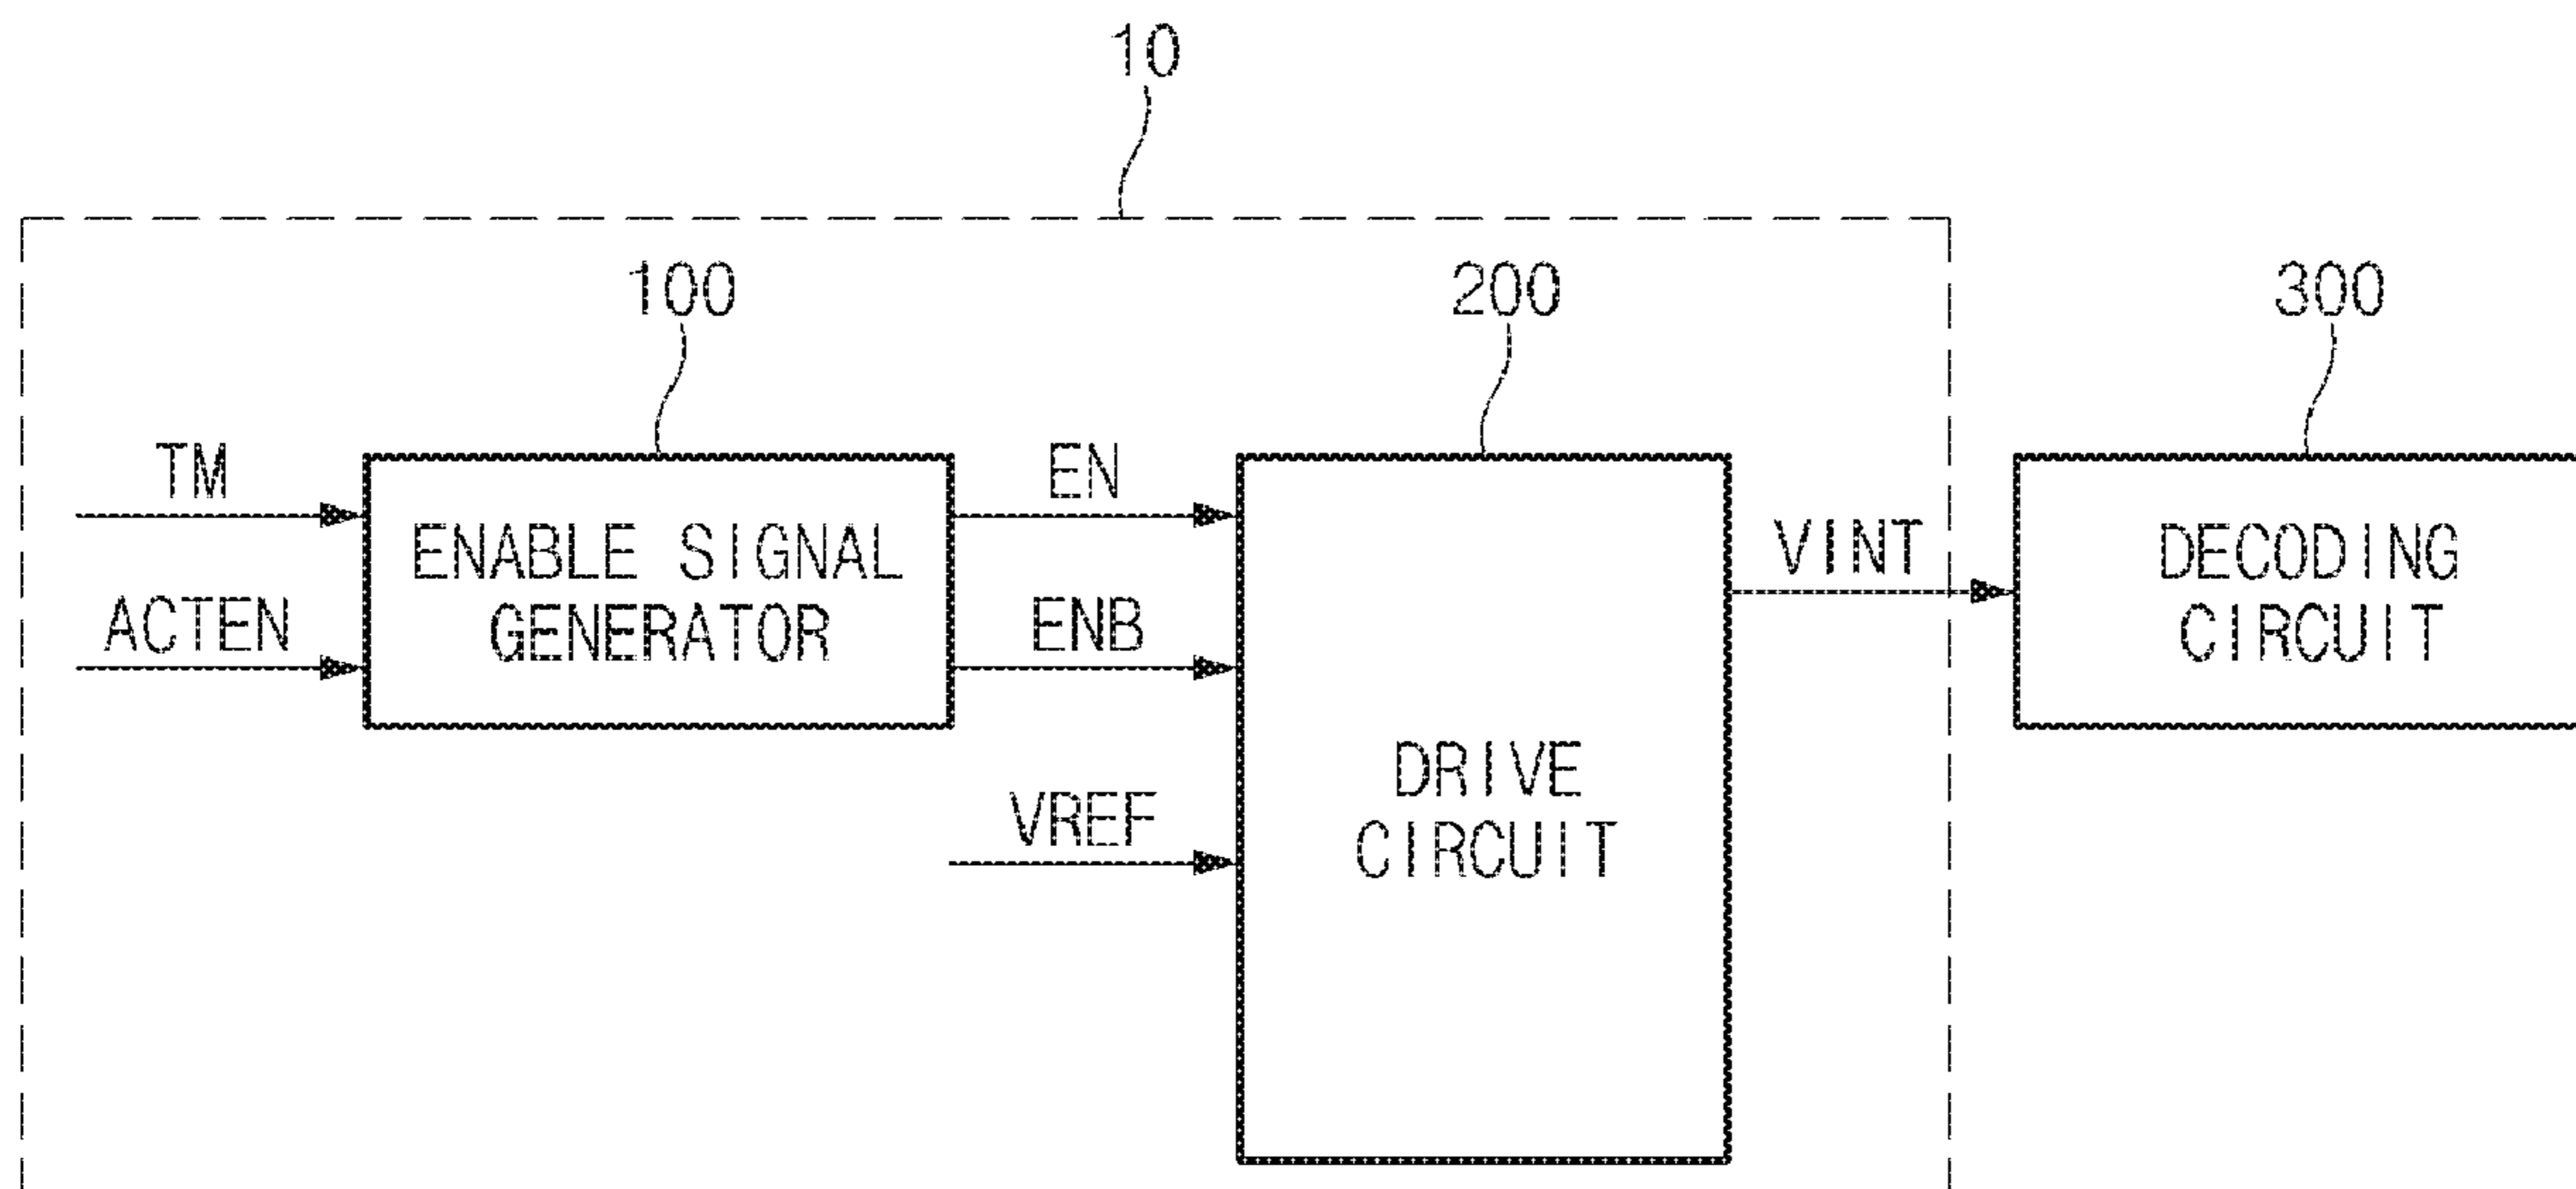 10
100
200
300
TM
EN
ENABLE SIGNAL
GENERATOR
VINT
DECODING
CIRCUIT
ACTEN
ENB
DRIVE
CIRCUIT
VREF